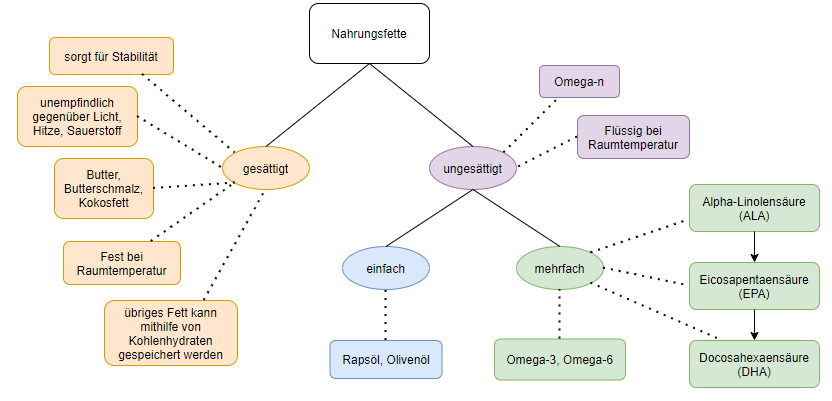 Nahrungsfette
sorgt für Stabilität
unempfindlich
gegenüber Licht,
Hitze, Sauerstoff
Butter,
Butterschmalz,
Kokosfett
Fest bei
Raumtemperatur
übriges Fett kann
mithilfe von
Kohlenhydraten
gespeichert werden
gesättigt
ungesättigt
Omega-n
Flüssig bei
Raumtemperatur
einfach
Rapsöl, Olivenöl
mehrfach
Omega-3, Omega-6
Alpha-Linolensäure
(ALA)
Eicosapentaensäure
(EPA)
Docosahexaensäure
(DHA)